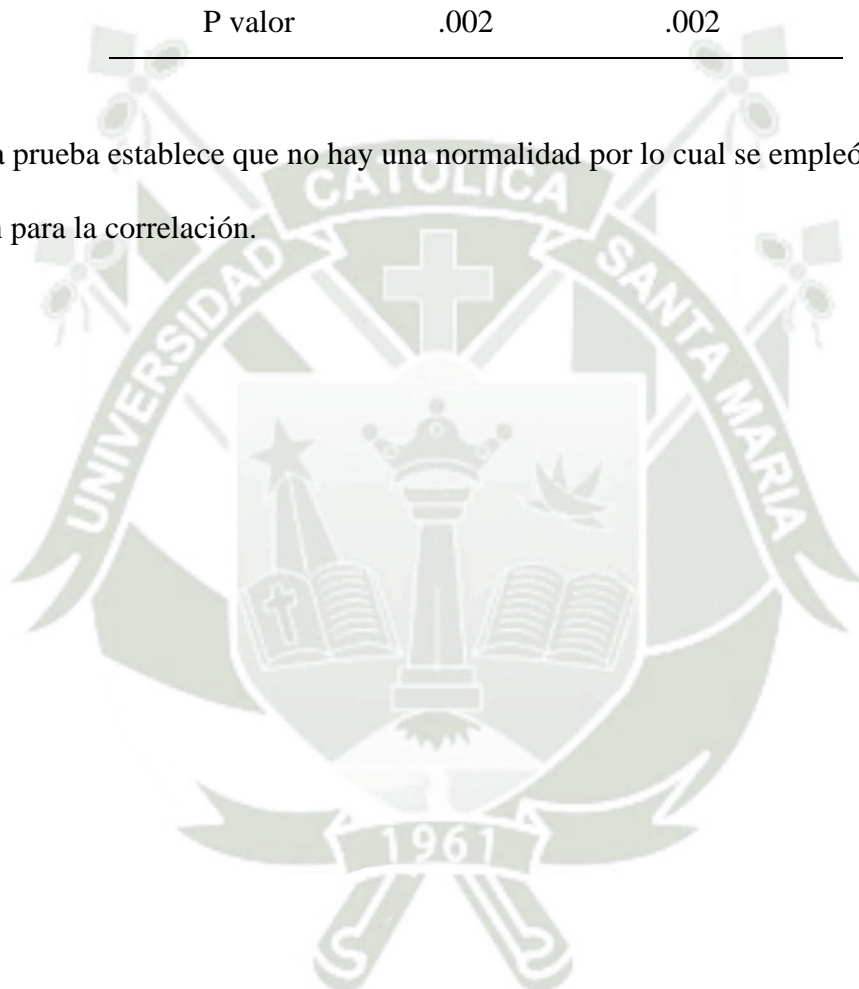 P valor .002 .002
prueba establece que no hay una normalidad por lo cual se empleó
para la correlación.
UNIVERSIDAD CATOLICA SANTA MARIA
1961